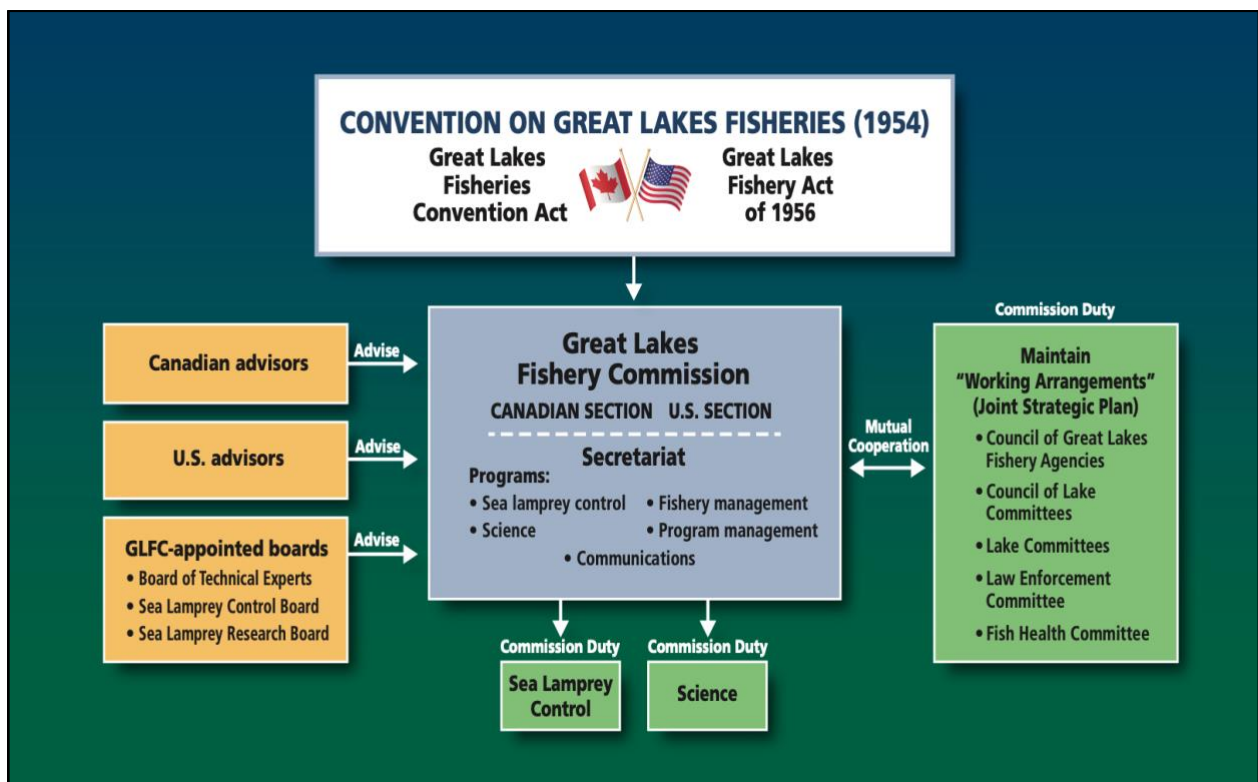 CONVENTION ON GREAT LAKES FISHERIES (1954)
Great Lakes
Fisheries
Convention Act
Great Lakes
Fishery Act
of 1956
Canadian advisors
Advise
U.S. advisors
Advise
GLFC-appointed boards
• Board of Technical Experts
• Sea Lamprey Control Board
• Sea Lamprey Research Board
Advise
Great Lakes
Fishery Commission
CANADIAN SECTION U.S. SECTION
Secretariat
Programs:
• Sea lamprey control • Fishery management
• Science • Program management
• Communications
Mutual
Cooperation
Commission Duty
Maintain
“Working Arrangements”
(Joint Strategic Plan)
• Council of Great Lakes
Fishery Agencies
• Council of Lake
Committees
• Lake Committees
• Law Enforcement
Committee
• Fish Health Committee
Commission Duty
Sea Lamprey
Control
Commission Duty
Science